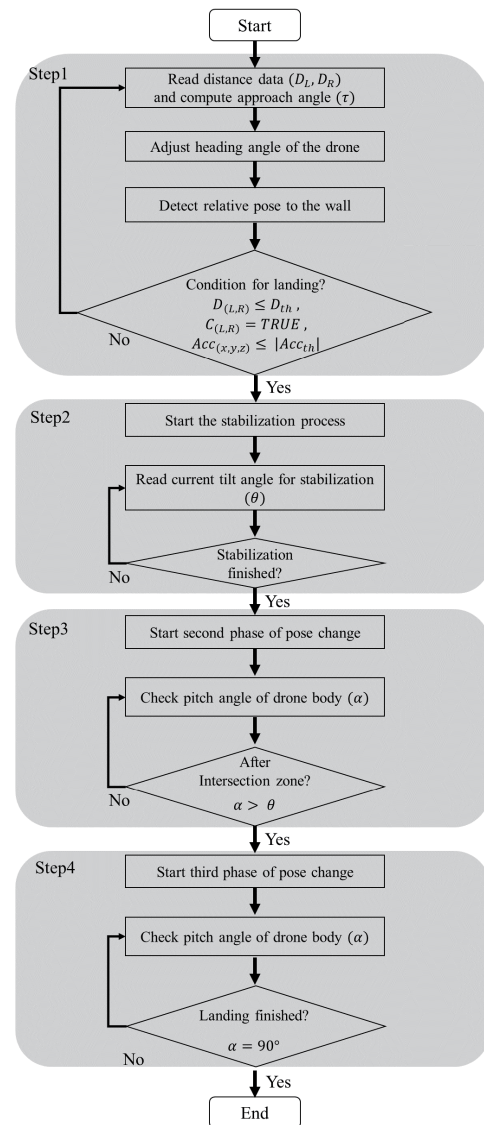 Start
Step1
Read distance data (D_L, D_R)
and compute approach angle (τ)
Adjust heading angle of the drone
Detect relative pose to the wall
Condition for landing?
D_(L,R) ≤ D_th ,
C_(L,R) = TRUE ,
Acc_(x,y,z) ≤ |Acc_th|
No
Yes
Step2
Start the stabilization process
Read current tilt angle for stabilization
(θ)
Stabilization
finished?
No
Yes
Step3
Start second phase of pose change
Check pitch angle of drone body (α)
After
Intersection zone?
α > θ
No
Yes
Step4
Start third phase of pose change
Check pitch angle of drone body (α)
Landing finished?
α = 90°
No
Yes
End